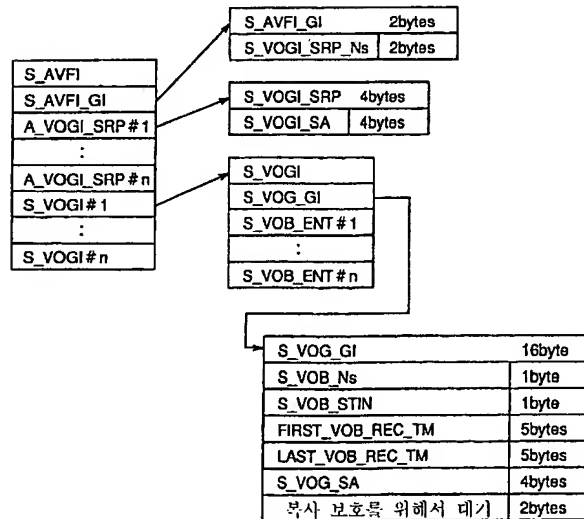 S_AVFI_GI 2bytes
S_VOGI_SRP_Ns 2bytes
S_AVFI
S_AVFI_GI
A_VOGI_SRP#1
:
A_VOGI_SRP#n
S_VOGI#1
:
S_VOGI#n
S_VOGI_SRP 4bytes
S_VOGI_SA 4bytes
S_VOGI
S_VOG_GI
S_VOB_ENT#1
:
S_VOB_ENT#n
S_VOG_GI 16byte
S_VOB_Ns 1byte
S_VOB_STIN 1byte
FIRST_VOB_REC_TM 5bytes
LAST_VOB_REC_TM 5bytes
S_VOG_SA 4bytes
복사 보호를 위해서 대기 2bytes